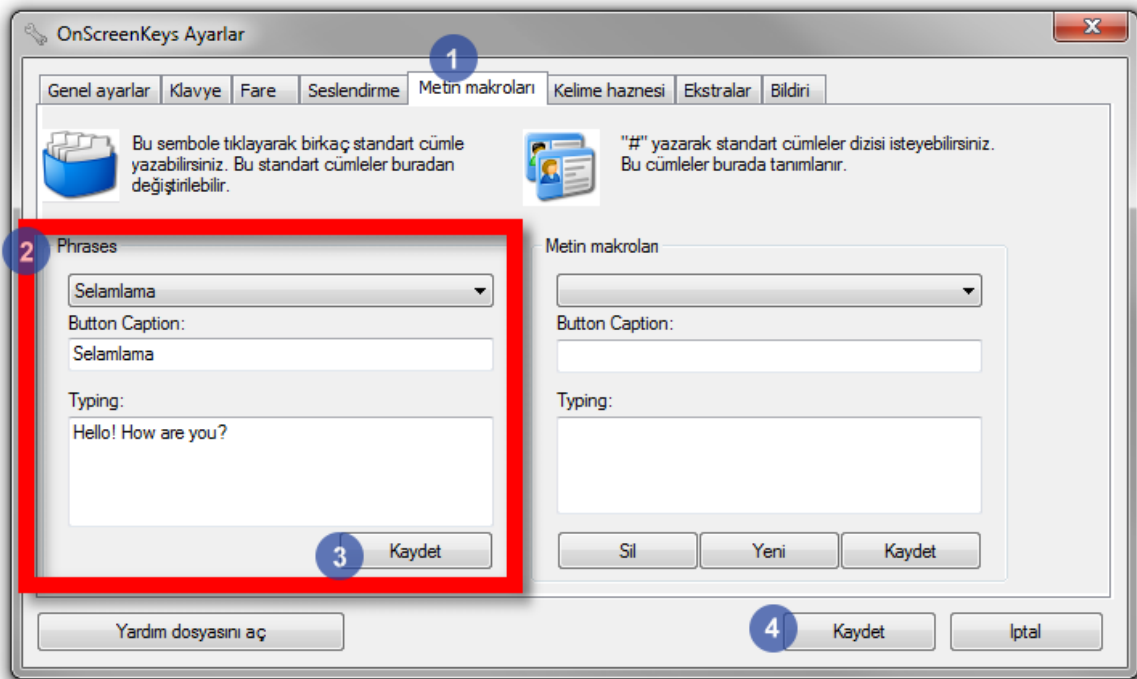 OnScreenKeys Ayarlar
1
Genel ayarlar Klavye Fare Seslendirme Metin makroları Kelime haznesi Ekstralar Bildiri
Bu sembole tıklayarak birkaç standart cümle
yazabilirsiniz. Bu standart cümleler buradan
değiştirilebilir.
"#" yazarak standart cümleler dizisi isteyebilirsiniz.
Bu cümleler burada tanımlanır.
2
Phrases
Selamlama
Button Caption:
Selamlama
Typing:
Hello! How are you?
3
Kaydet
Metin makroları
Button Caption:
Typing:
Sil Yeni Kaydet
Yardım dosyasını aç
4
Kaydet
Iptal